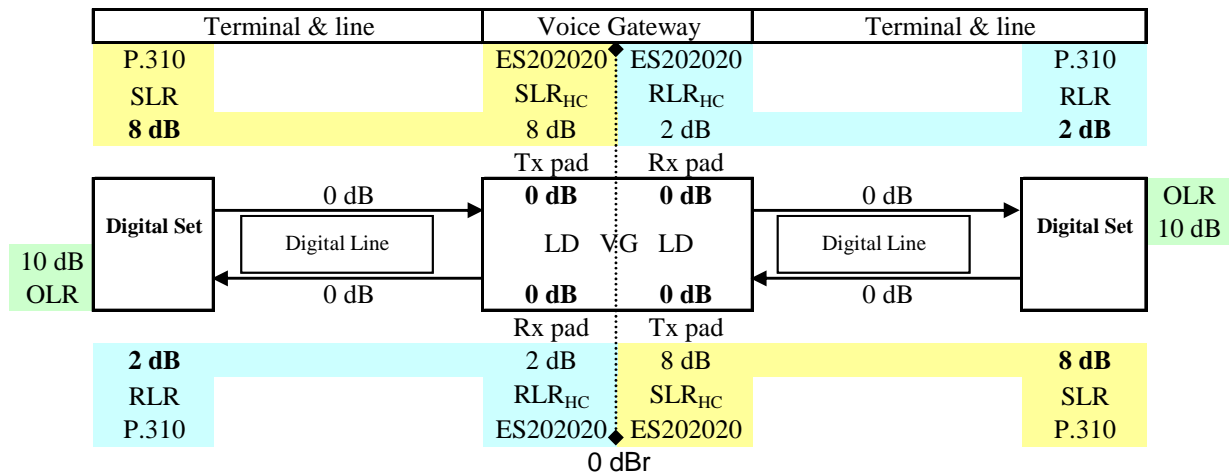 Terminal & line Voice Gateway Terminal & line
P.310 ES202020 ES202020 P.310
SLR SLR_HC RLR_HC RLR
8 dB 8 dB 2 dB 2 dB
Tx pad Rx pad
0 dB 0 dB 0 dB 0 dB OLR
Digital Set Digital Set 10 dB
Digital Line LD VG LD Digital Line
10 dB
OLR 0 dB 0 dB 0 dB 0 dB
Rx pad Tx pad
2 dB 2 dB 8 dB 8 dB
RLR RLR_HC SLR_HC SLR
P.310 ES202020 ES202020 P.310
0 dBr